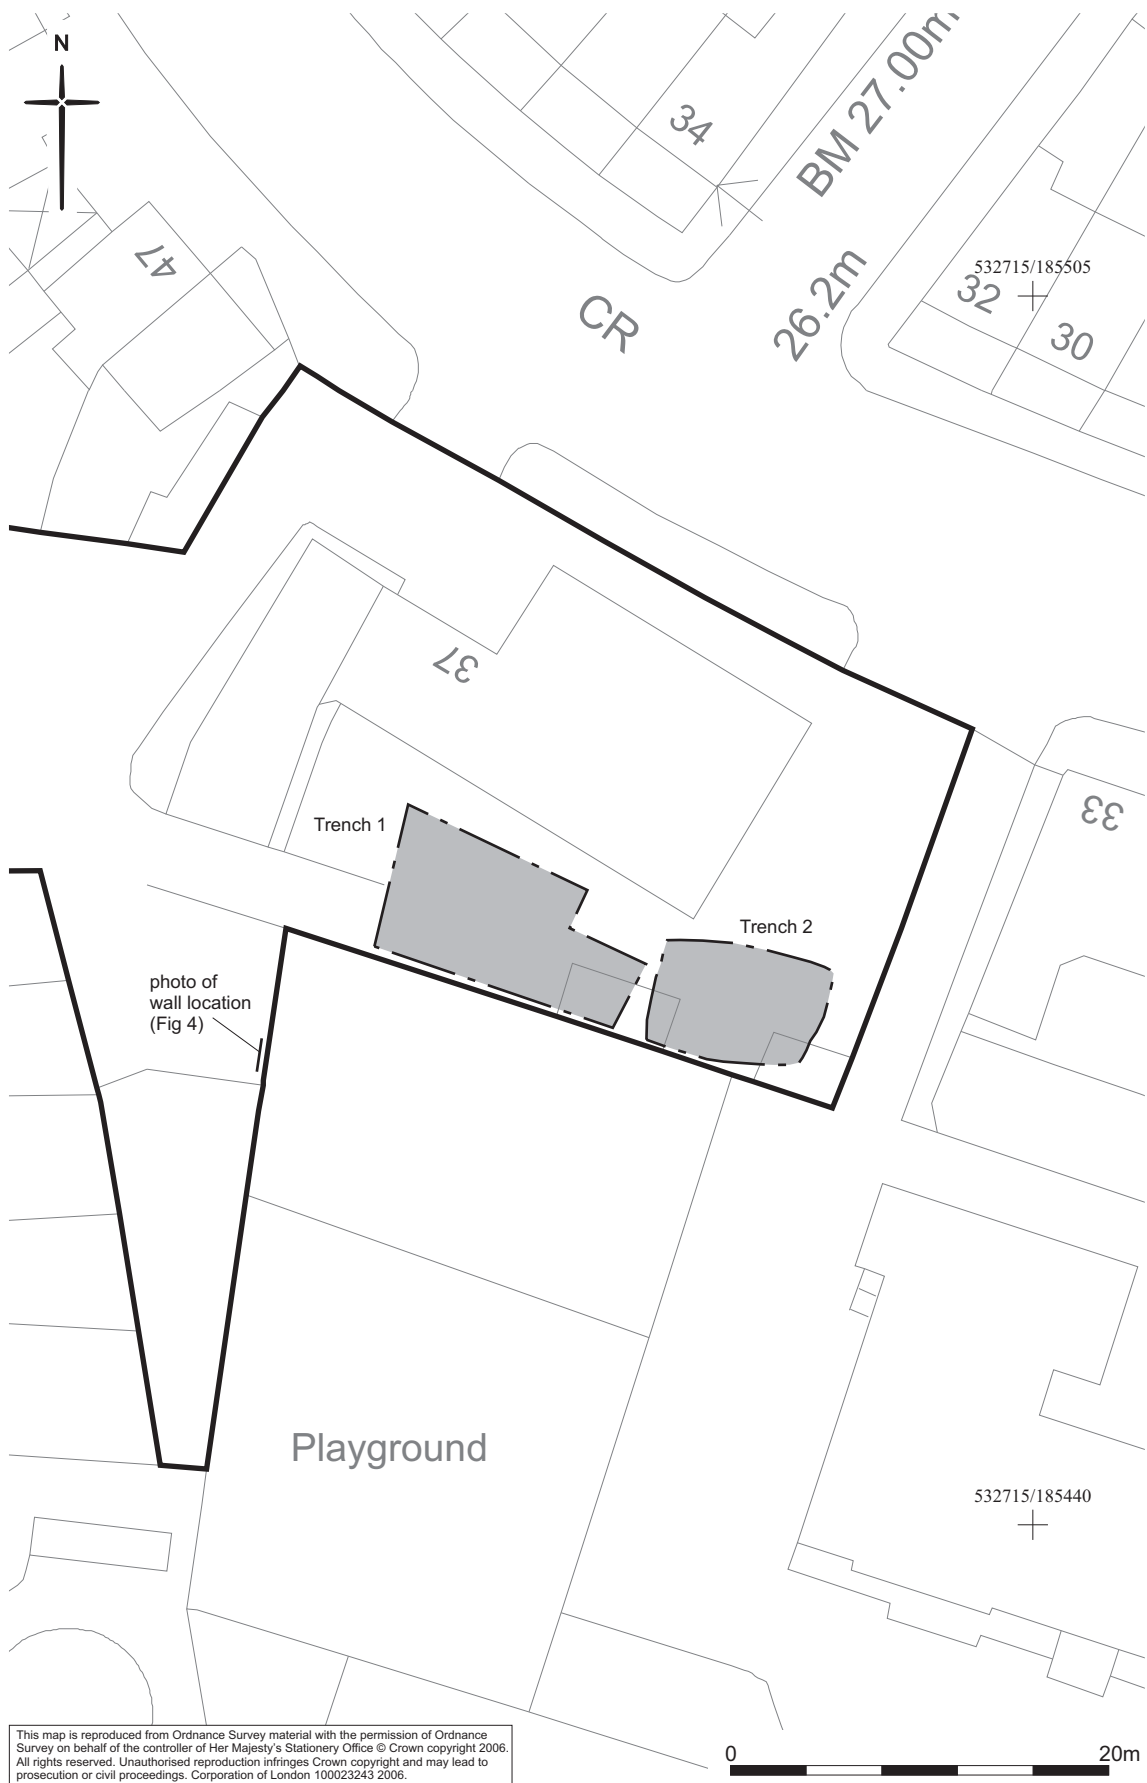 N
34
BM 27.00m
47
532715/185505
32
30
26.2m
CR
37
33
Trench 1
Trench 2
photo of
wall location
(Fig 4)
Playground
532715/185440
This map is reproduced from Ordnance Survey material with the permission of Ordnance
Survey on behalf of the controller of Her Majesty's Stationery Office © Crown copyright 2006.
All rights reserved. Unauthorised reproduction infringes Crown copyright and may lead to
prosecution or civil proceedings. Corporation of London 100023243 2006.
0
20m